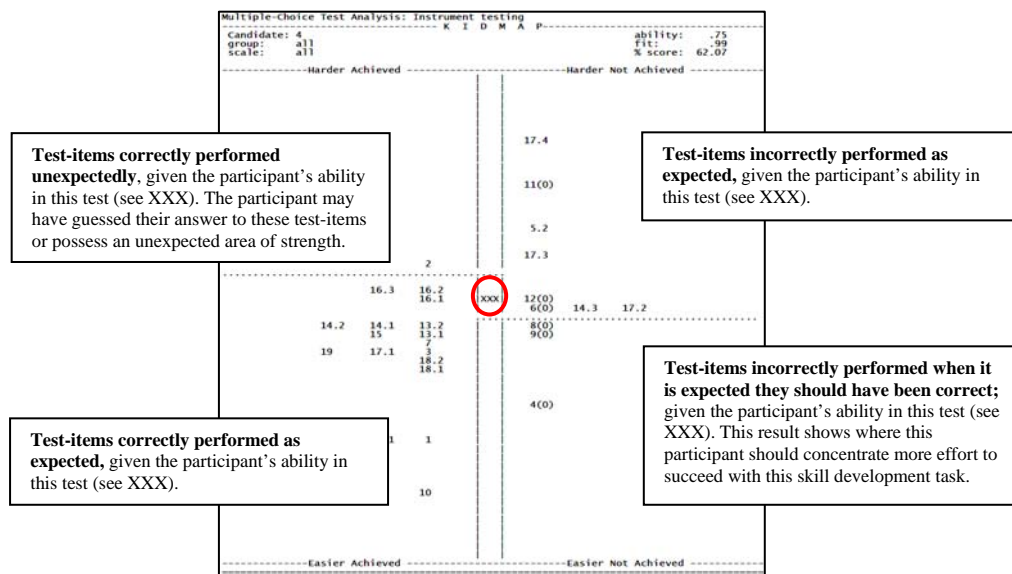 Multiple-Choice Test Analysis: Instrument testing
K I D M A P
Candidate: 4 ability: .75
group: all fit: .99
scale: all % score: 62.07
Harder Achieved Harder Not Achieved
17.4
Test-items correctly performed
unexpectedly, given the participant's ability
in this test (see XXX). The participant may
have guessed their answer to these test-items
or possess an unexpected area of strength.
Test-items incorrectly performed as
expected, given the participant's ability in
this test (see XXX).
11(0)
5.2
17.3
2
16.3 16.2
16.1 XXX 12(0)
6(0) 14.3 17.2
14.2 14.1 13.2 8(0)
15 13.1 9(0)
7
19 17.1 3
18.2
18.1
4(0)
Test-items incorrectly performed when it
is expected they should have been correct;
given the participant's ability in this test (see
XXX). This result shows where this
participant should concentrate more effort to
succeed with this skill development task.
Test-items correctly performed as
expected, given the participant's ability in
this test (see XXX).
1 1
10
Easier Achieved Easier Not Achieved